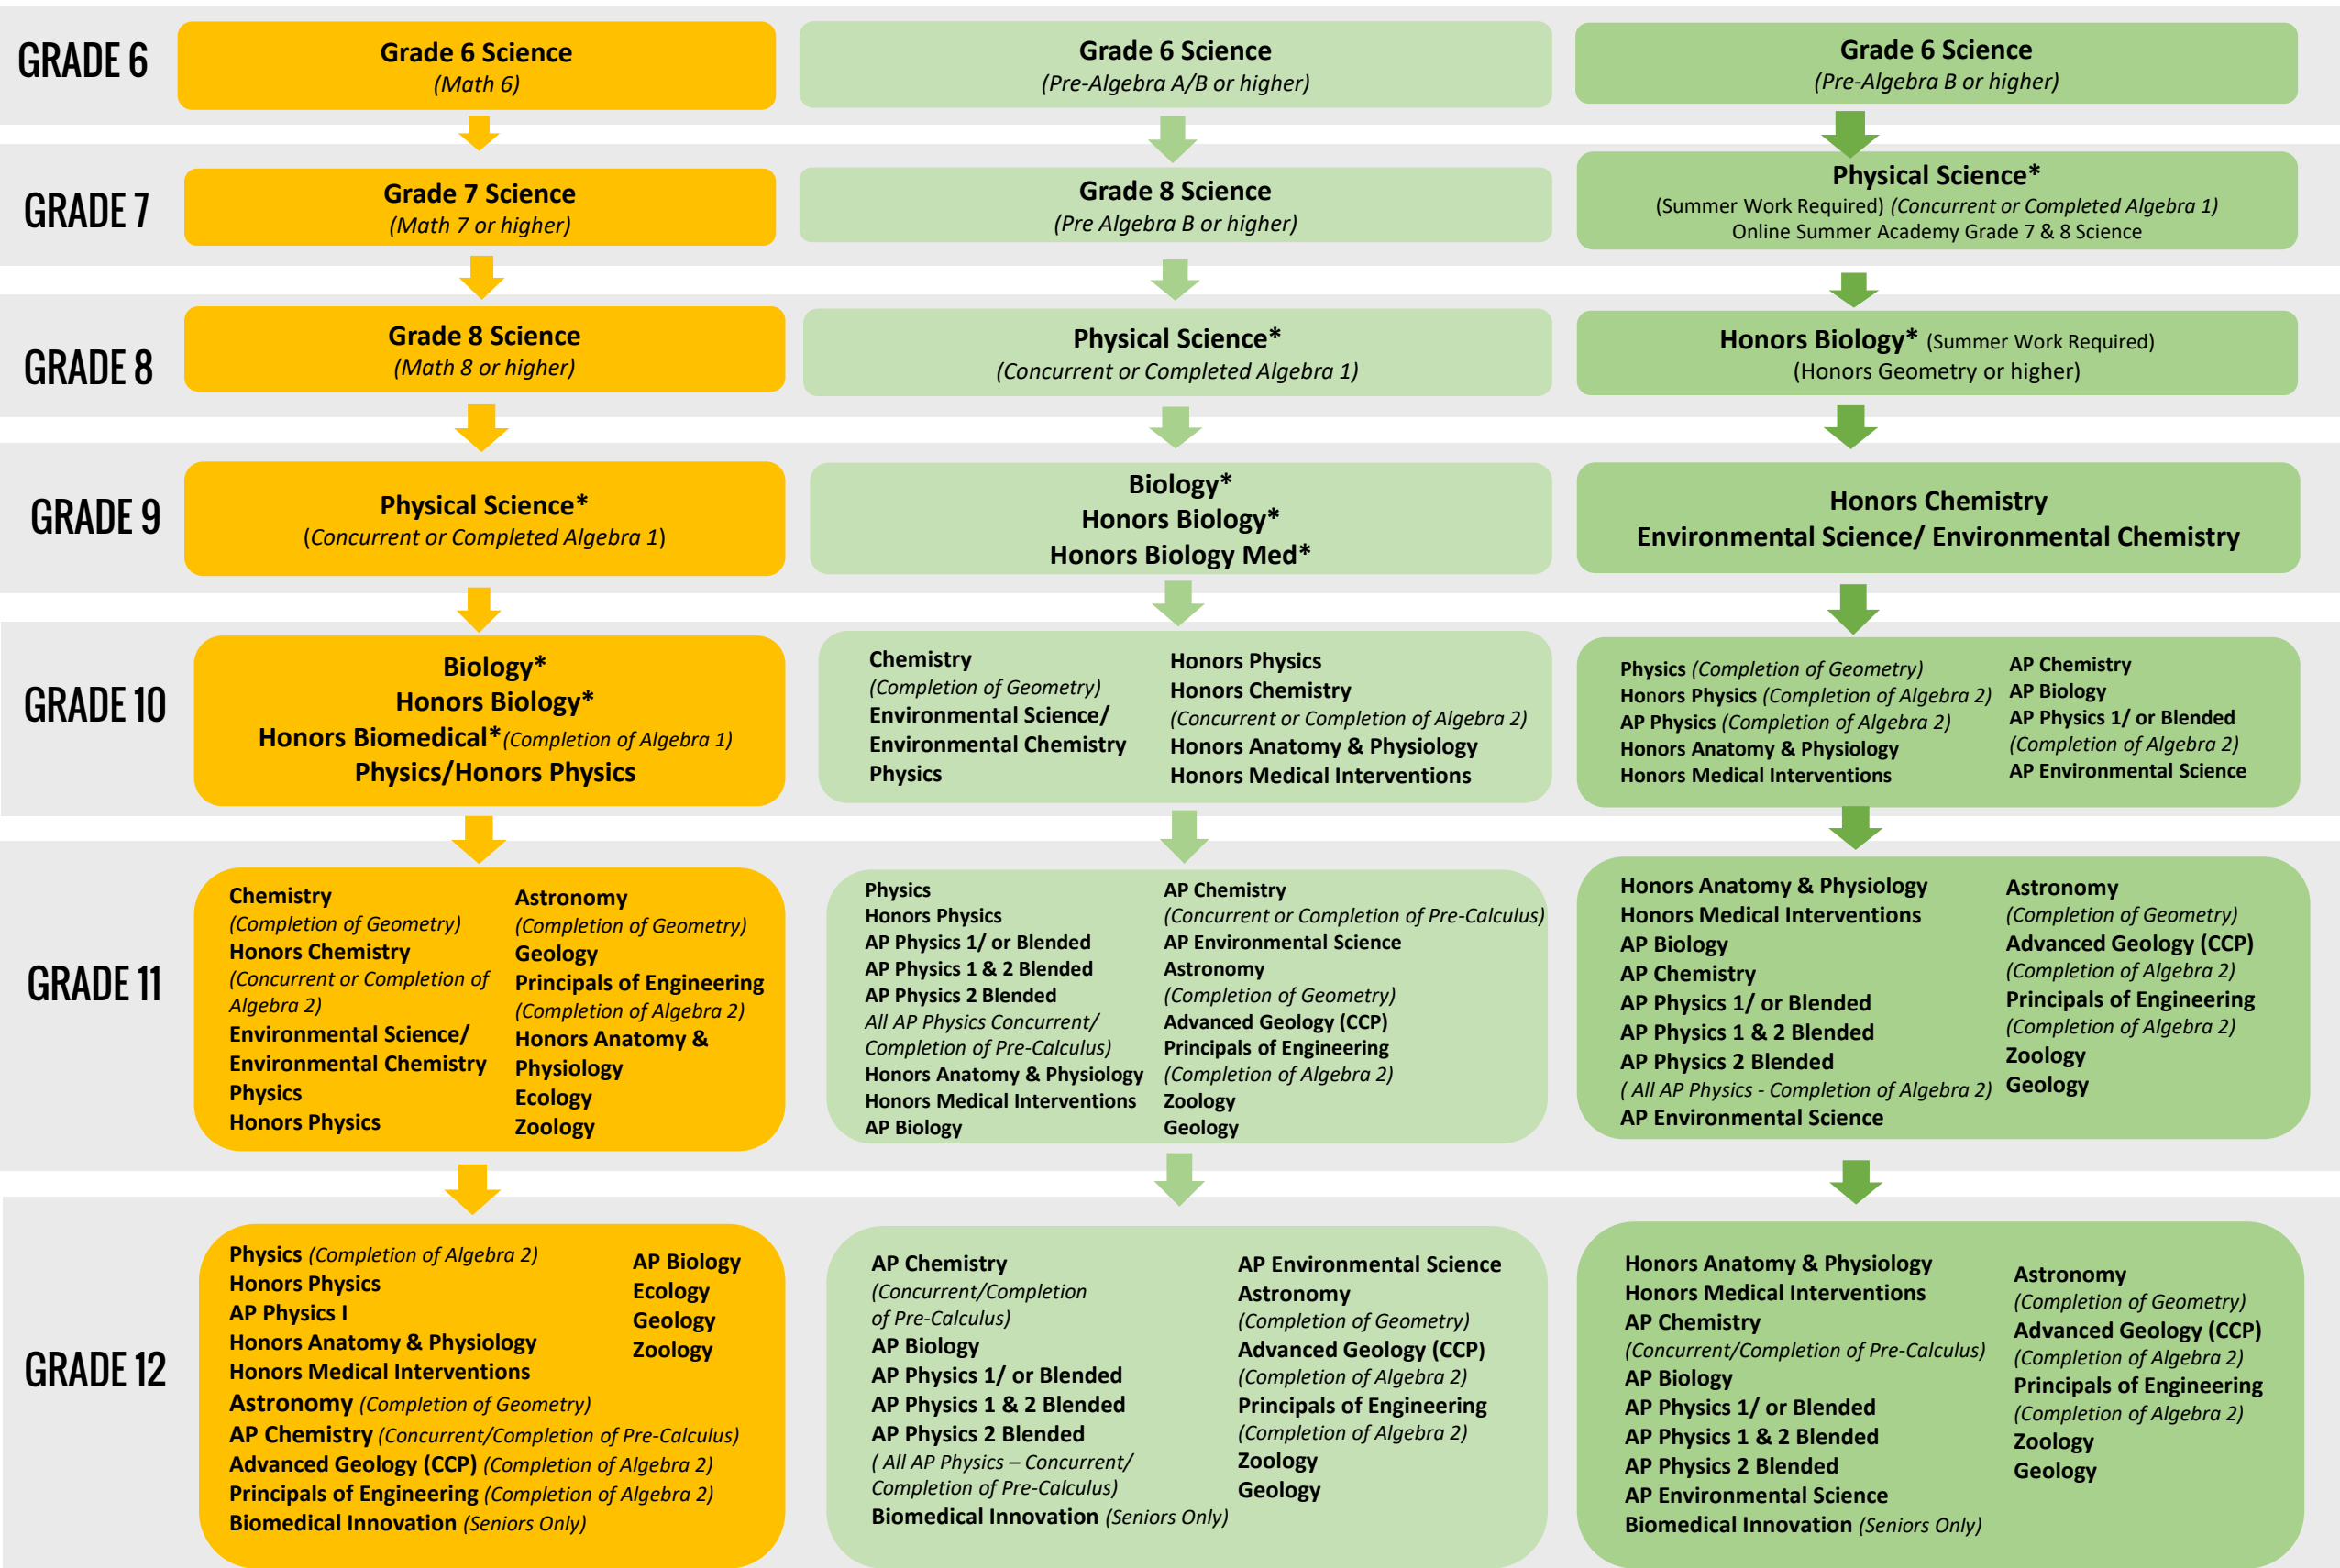 GRADE 6
Grade 6 Science
(Math 6)
Grade 6 Science
(Pre-Algebra A/B or higher)
Grade 6 Science
(Pre-Algebra B or higher)
GRADE 7
Grade 7 Science
(Math 7 or higher)
Grade 8 Science
(Pre Algebra B or higher)
Physical Science*
(Summer Work Required) (Concurrent or Completed Algebra 1)
Online Summer Academy Grade 7 & 8 Science
GRADE 8
Grade 8 Science
(Math 8 or higher)
Physical Science*
(Concurrent or Completed Algebra 1)
Honors Biology* (Summer Work Required)
(Honors Geometry or higher)
GRADE 9
Physical Science*
(Concurrent or Completed Algebra 1)
Biology*
Honors Biology*
Honors Biology Med*
Honors Chemistry
Environmental Science/ Environmental Chemistry
GRADE 10
Biology*
Honors Biology*
Honors Biomedical* (Completion of Algebra 1)
Physics/Honors Physics
Chemistry
(Completion of Geometry)
Environmental Science/
Environmental Chemistry
Physics
Honors Physics
Honors Chemistry
(Concurrent or Completion of Algebra 2)
Honors Anatomy & Physiology
Honors Medical Interventions
Physics (Completion of Geometry)
Honors Physics (Completion of Algebra 2)
AP Physics (Completion of Algebra 2)
Honors Anatomy & Physiology
Honors Medical Interventions
AP Chemistry
AP Biology
AP Physics 1/ or Blended
(Completion of Algebra 2)
AP Environmental Science
GRADE 11
Chemistry
(Completion of Geometry)
Honors Chemistry
(Concurrent or Completion of
Algebra 2)
Environmental Science/
Environmental Chemistry
Physics
Honors Physics
Astronomy
(Completion of Geometry)
Geology
Principals of Engineering
(Completion of Algebra 2)
Honors Anatomy &
Physiology
Ecology
Zoology
Physics
Honors Physics
AP Physics 1/ or Blended
AP Physics 1 & 2 Blended
AP Physics 2 Blended
All AP Physics Concurrent/
Completion of Pre-Calculus)
Honors Anatomy & Physiology
Honors Medical Interventions
AP Biology
AP Chemistry
(Concurrent or Completion of Pre-Calculus)
AP Environmental Science
Astronomy
(Completion of Geometry)
Advanced Geology (CCP)
Principals of Engineering
(Completion of Algebra 2)
Zoology
Geology
Honors Anatomy & Physiology
Honors Medical Interventions
AP Biology
AP Chemistry
AP Physics 1/ or Blended
AP Physics 1 & 2 Blended
AP Physics 2 Blended
( All AP Physics - Completion of Algebra 2)
AP Environmental Science
Astronomy
(Completion of Geometry)
Advanced Geology (CCP)
(Completion of Algebra 2)
Principals of Engineering
(Completion of Algebra 2)
Zoology
Geology
GRADE 12
Physics (Completion of Algebra 2)
Honors Physics
AP Physics I
Honors Anatomy & Physiology
Honors Medical Interventions
Astronomy (Completion of Geometry)
AP Chemistry (Concurrent/Completion of Pre-Calculus)
Advanced Geology (CCP) (Completion of Algebra 2)
Principals of Engineering (Completion of Algebra 2)
Biomedical Innovation (Seniors Only)
AP Biology
Ecology
Geology
Zoology
AP Chemistry
(Concurrent/Completion
of Pre-Calculus)
AP Biology
AP Physics 1/ or Blended
AP Physics 1 & 2 Blended
AP Physics 2 Blended
( All AP Physics – Concurrent/
Completion of Pre-Calculus)
Biomedical Innovation (Seniors Only)
AP Environmental Science
Astronomy
(Completion of Geometry)
Advanced Geology (CCP)
(Completion of Algebra 2)
Principals of Engineering
(Completion of Algebra 2)
Zoology
Geology
Honors Anatomy & Physiology
Honors Medical Interventions
AP Chemistry
(Concurrent/Completion of Pre-Calculus)
AP Biology
AP Physics 1/ or Blended
AP Physics 1 & 2 Blended
AP Physics 2 Blended
AP Environmental Science
Biomedical Innovation (Seniors Only)
Astronomy
(Completion of Geometry)
Advanced Geology (CCP)
(Completion of Algebra 2)
Principals of Engineering
(Completion of Algebra 2)
Zoology
Geology